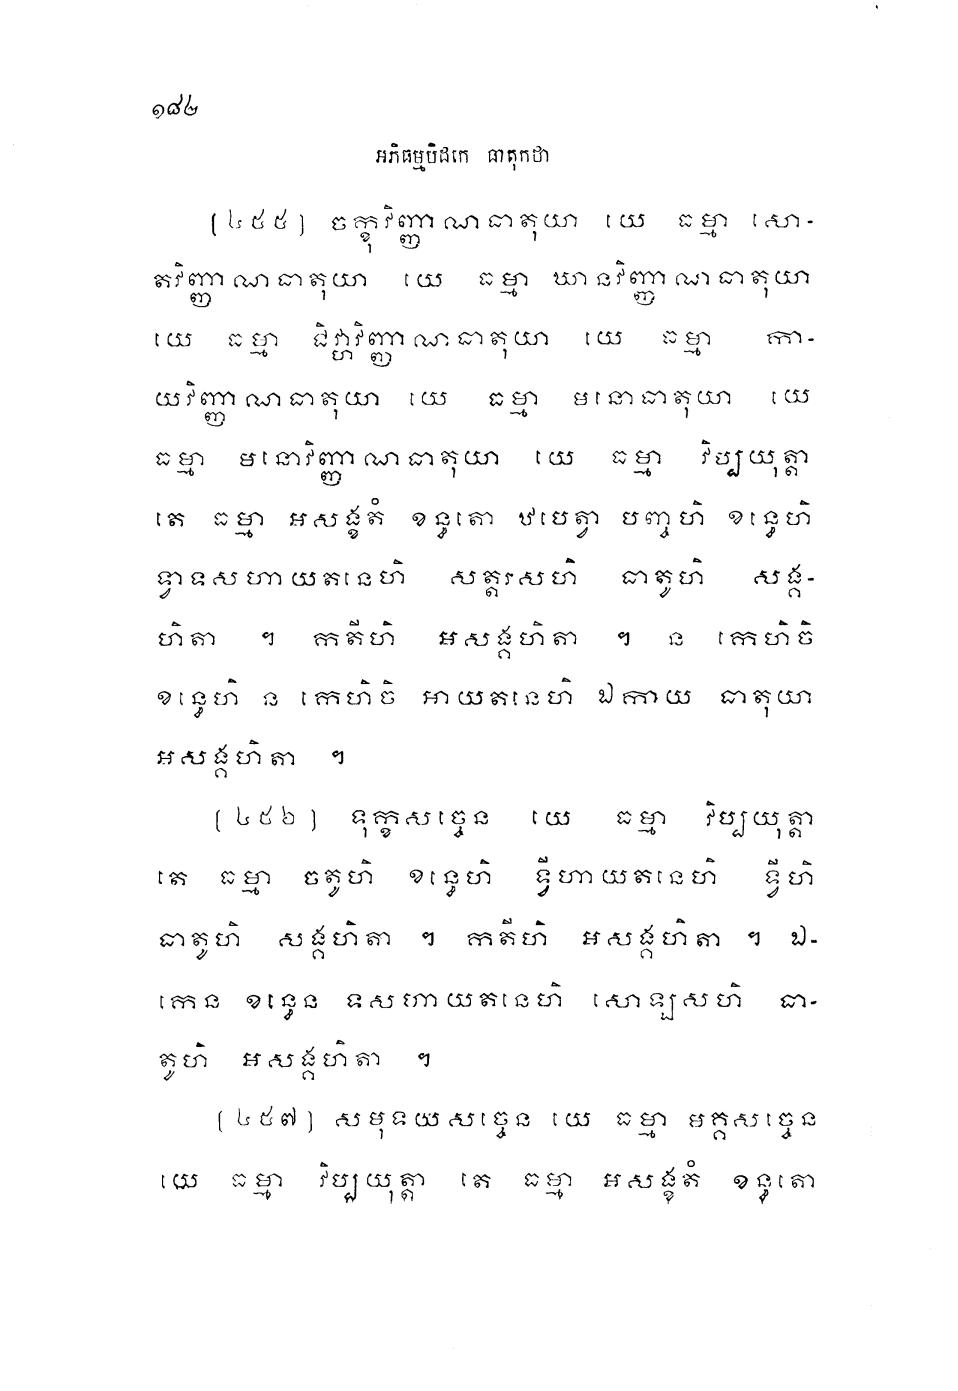 ១៨២
អភិធម្មបិដកេ ធាតុកថា
[៤៥៥] ចក្ខុវិញ្ញាណធាតុយា យេ ធម្មា សោ-
តវិញ្ញាណធាតុយា យេ ធម្មា ឃានវិញ្ញាណធាតុយា
យេ ធម្មា ជិវ្ហាវិញ្ញាណធាតុយា យេ ធម្មា កា-
យវិញ្ញាណធាតុយា យេ ធម្មា មនោធាតុយា យេ
ធម្មា មនោវិញ្ញាណធាតុយា យេ ធម្មា វិប្បយុត្តា
តេ ធម្មា អសង្ខតំ ខន្ធតោ ឋបេត្វា បញ្ចហិ ខន្ធេហិ
ទ្វាទសហាយតនេហិ សត្តរសហិ ធាតូហិ សង្គ-
ហិតា ។ កតីហិ អសង្គហិតា ។ ន កេហិចិ
ខន្ធេហិ ន កេហិចិ អាយតនេហិ ឯកាយ ធាតុយា
អសង្គហិតា ។
[៤៥៦] ទុក្ខសច្ចេន យេ ធម្មា វិប្បយុត្តា
តេ ធម្មា ចតូហិ ខន្ធេហិ ទ្វីហាយតនេហិ ទ្វីហិ
ធាតូហិ សង្គហិតា ។ កតីហិ អសង្គហិតា ។ ឯ-
កេន ខន្ធេន ទសហាយតនេហិ សោឡសហិ ធា-
តូហិ អសង្គហិតា ។
[៤៥៧] សមុទយសច្ចេន យេ ធម្មា មគ្គសច្ចេន
យេ ធម្មា វិប្បយុត្តា តេ ធម្មា អសង្ខតំ ខន្ធតោ